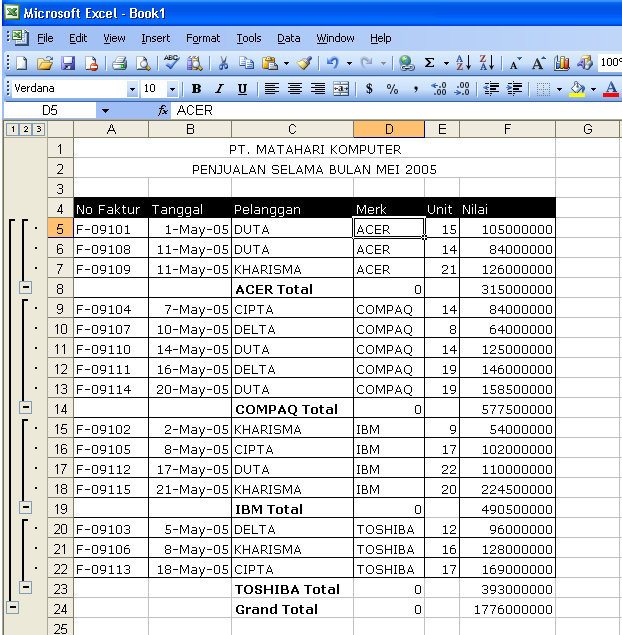 Microsoft Excel - Book1
File Edit View Insert Format Tools Data Window Help
100%
Verdana 10 B I U $ % ,
D5 fx ACER
1 2 3 A B C D E F G
1 PT. MATAHARI KOMPUTER
2 PENJUALAN SELAMA BULAN MEI 2005
3
4 No Faktur Tanggal Pelanggan Merk Unit Nilai
5 F-09101 1-May-05 DUTA ACER 15 105000000
6 F-09108 11-May-05 DUTA ACER 14 84000000
7 F-09109 11-May-05 KHARISMA ACER 21 126000000
8 ACER Total 0 315000000
9 F-09104 7-May-05 CIPTA COMPAQ 14 84000000
10 F-09107 10-May-05 DELTA COMPAQ 8 64000000
11 F-09110 14-May-05 DUTA COMPAQ 14 125000000
12 F-09111 16-May-05 DELTA COMPAQ 19 146000000
13 F-09114 20-May-05 DUTA COMPAQ 19 158500000
14 COMPAQ Total 0 577500000
15 F-09102 2-May-05 KHARISMA IBM 9 54000000
16 F-09105 8-May-05 CIPTA IBM 17 102000000
17 F-09112 17-May-05 DUTA IBM 22 110000000
18 F-09115 21-May-05 KHARISMA IBM 20 224500000
19 IBM Total 0 490500000
20 F-09103 5-May-05 DELTA TOSHIBA 12 96000000
21 F-09106 8-May-05 KHARISMA TOSHIBA 16 128000000
22 F-09113 18-May-05 CIPTA TOSHIBA 17 169000000
23 TOSHIBA Total 0 393000000
24 Grand Total 0 1776000000
25